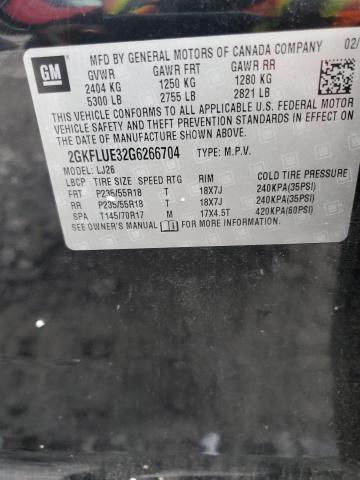 GM
MFD BY GENERAL MOTORS OF CANADA COMPANY 02/
GVWR GAWR FRT GAWR RR
2404 KG 1250 KG 1280 KG
5300 LB 2755 LB 2821 LB
THIS VEHICLE CONFORMS TO ALL APPLICABLE U.S. FEDERAL MOTOR
VEHICLE SAFETY, BUMPER, AND THEFT PREVENTION STANDARDS IN
EFFECT ON THE DATE OF MANUFACTURE SHOWN ABOVE.
2GKFLUE32G6266704 TYPE: M.P.V.
MODEL: LJ26
LBCP TIRE SIZE SPEED RTG RIM COLD TIRE PRESSURE
FRT P235/55R18 T 18X7J 240KPA(35PSI)
RR P235/55R18 T 18X7J 240KPA(35PSI)
SPA T145/70R17 M 17X4.5T 420KPA(60PSI)
SEE OWNER'S MANUAL FOR MORE INFORMATION.